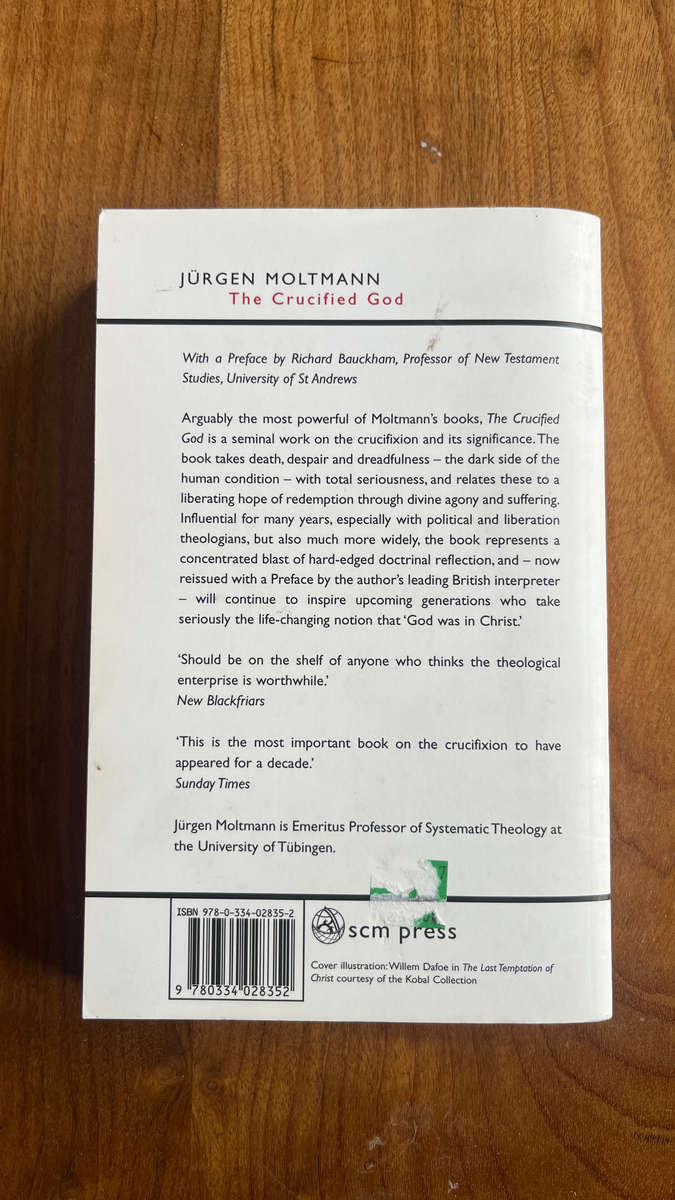 JÜRGEN MOLTMANN
The Crucified God
With a Preface by Richard Bauckham, Professor of New Testament
Studies, University of St Andrews
Arguably the most powerful of Moltmann's books, The Crucified
God is a seminal work on the crucifixion and its significance. The
book takes death, despair and dreadfulness – the dark side of the
human condition – with total seriousness, and relates these to a
liberating hope of redemption through divine agony and suffering.
Influential for many years, especially with political and liberation
theologians, but also much more widely, the book represents a
concentrated blast of hard-edged doctrinal reflection, and – now
reissued with a Preface by the author's leading British interpreter
– will continue to inspire upcoming generations who take
seriously the life-changing notion that 'God was in Christ.'
'Should be on the shelf of anyone who thinks the theological
enterprise is worthwhile.'
New Blackfriars
'This is the most important book on the crucifixion to have
appeared for a decade.'
Sunday Times
Jürgen Moltmann is Emeritus Professor of Systematic Theology at
the University of Tübingen.
ISBN 978-0-334-02835-2
9 780334 028352
scm press
Cover illustration: Willem Dafoe in The Last Temptation of
Christ courtesy of the Kobal Collection